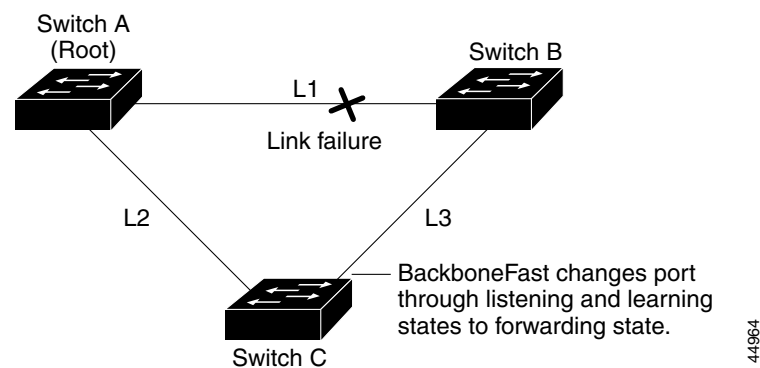 Switch A
(Root)
Switch B
L1
Link failure
L2
L3
BackboneFast changes port
through listening and learning
states to forwarding state.
Switch C
44964